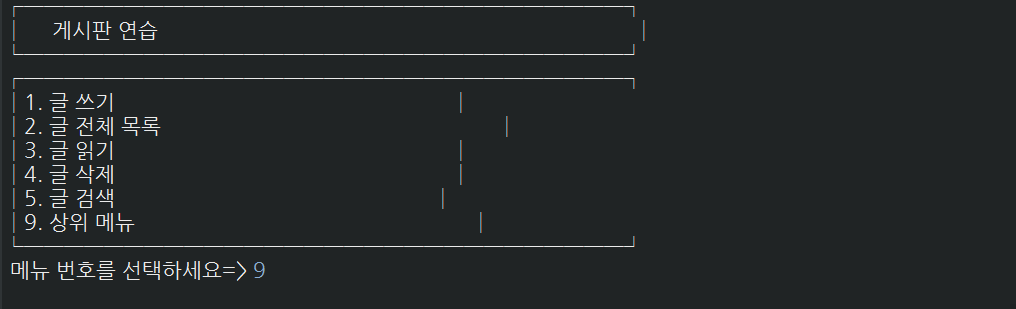 게시판 연습
1. 글 쓰기
2. 글 전체 목록
3. 글 읽기
4. 글 삭제
5. 글 검색
9. 상위 메뉴
메뉴 번호를 선택하세요=> 9